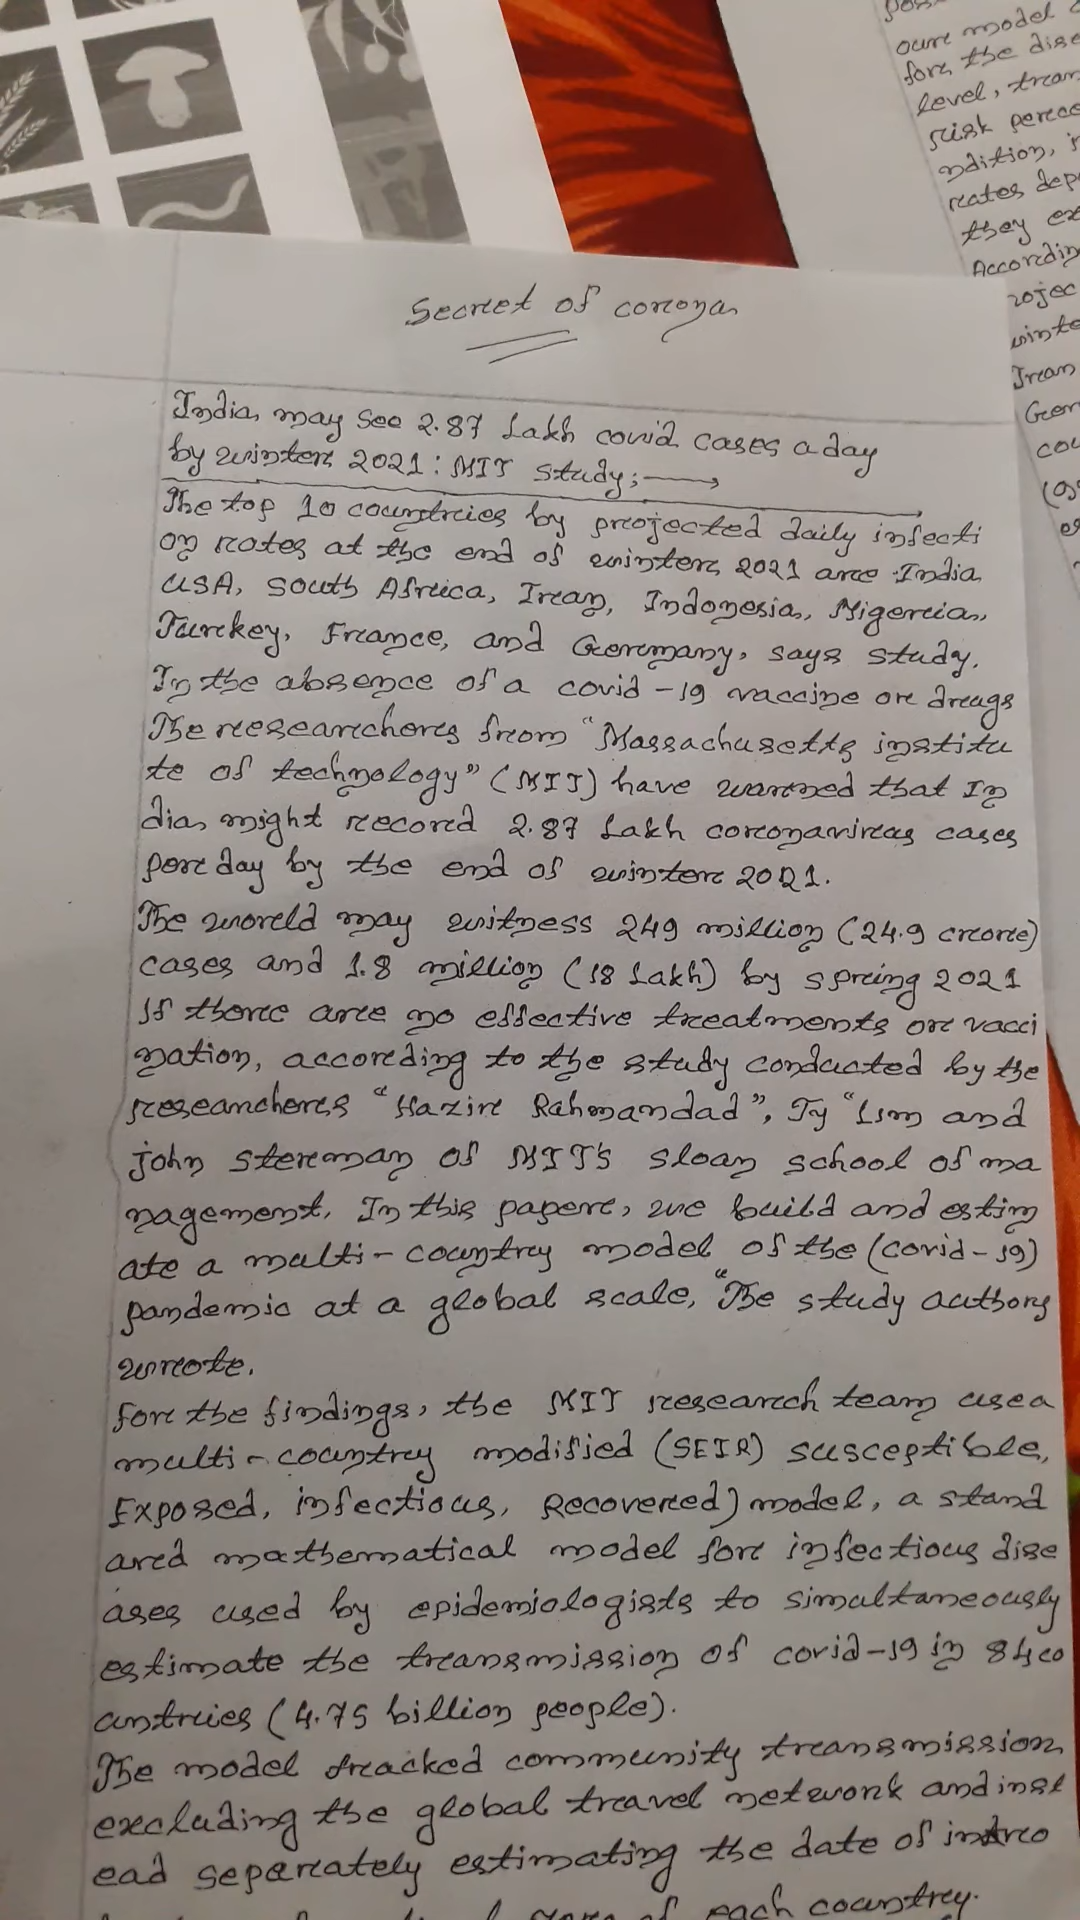 Secret of corona
India may see 2.87 Lakh covid cases a day
by winter 2021: MIT study;→
The top 10 countries by projected daily infecti
on rates at the end of winter 2021 are India
USA, South Africa, Iran, Indonesia, Nigeria,
Turkey, France, and Germany, says study.
In the absence of a covid-19 vaccine or drugs
The researchers from "Massachusetts institu
te of technology" (MIT) have warned that In
dia might record 2.87 Lakh coronavirus cases
per day by the end of winter 2021.
The world may witness 249 million (24.9 crore)
cases and 1.8 million (18 Lakh) by spring 2021
If there are no effective treatments or vacci
nation, according to the study conducted by the
researchers "Hazir Rahmandad", Ty "Lim and
john sterman of MIT's sloan school of ma
nagement. In this paper, we build and estim
ate a multi-country model of the (covid-19)
pandemic at a global scale, "The study authors
wrote.
for the findings, the MIT research team usea
multi-country modified (SEIR) susceptible,
Exposed, infectious, Recovered) model, a stand
ard mathematical model for infectious dise
ases used by epidemiologists to simultaneously
estimate the transmission of covid-19 in 84 co
untries (4.75 billion people).
The model tracked community transmission
excluding the global travel network and inst
ead seperately estimating the date of intro
of each country.
our model
for the dise
level, tran
risk perce
ndition, i
rates dep
they ex
Accordin
rojec
winte
Iran
Ger
cou